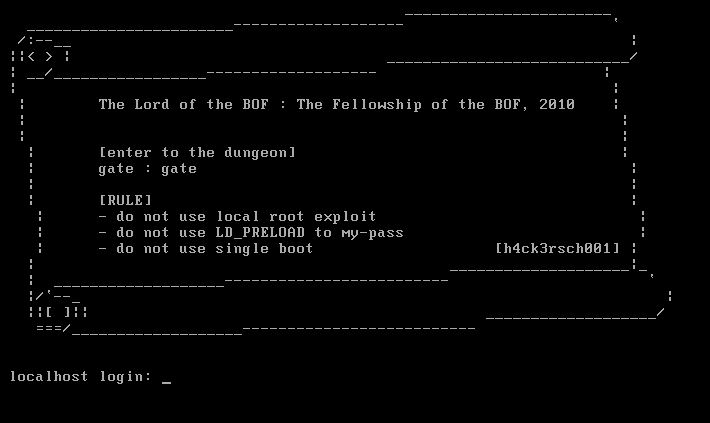 The Lord of the BOF : The Fellowship of the BOF, 2010
[enter to the dungeon]
gate : gate
[RULE]
- do not use local root exploit
- do not use LD_PRELOAD to my-pass
- do not use single boot [h4ck3rsch001]
localhost login: _